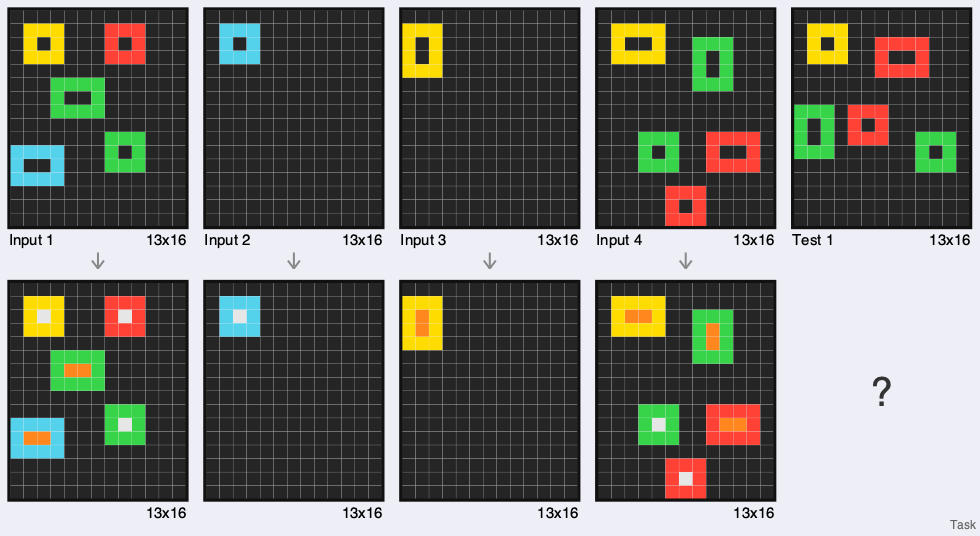 Input 1 13x16
Input 2 13x16
Input 3 13x16
Input 4 13x16
Test 1 13x16
?
13x16
13x16
13x16
13x16
Task